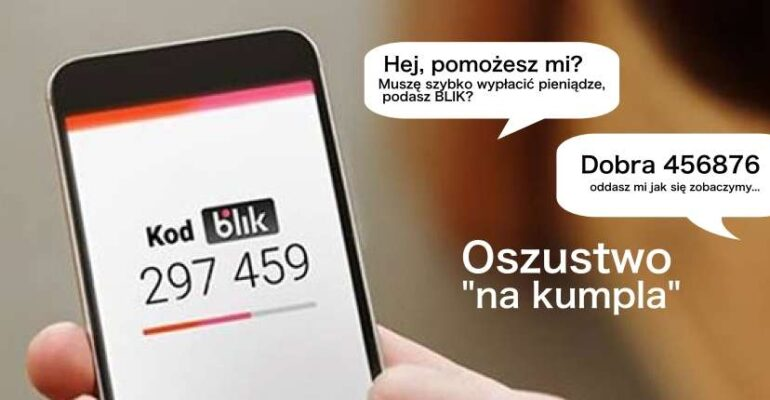 Hej, pomożesz mi?
Muszę szybko wypłacić pieniądze,
podasz BLIK?
Dobra 456876
oddasz mi jak się zobaczymy...
Kod blik
297 459
Oszustwo
"na kumpla"